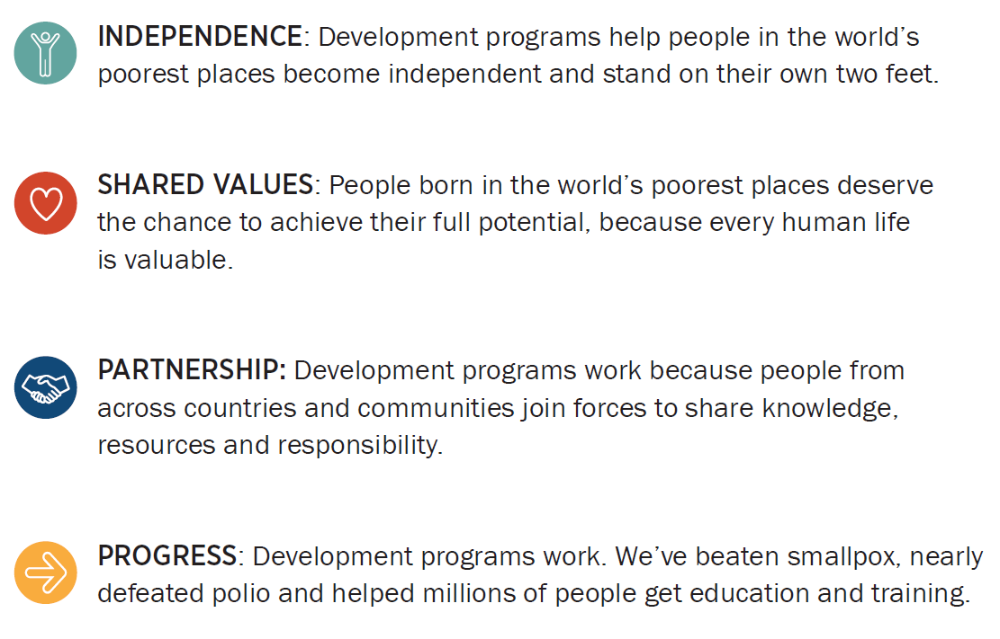 INDEPENDENCE: Development programs help people in the world’s
poorest places become independent and stand on their own two feet.
SHARED VALUES: People born in the world’s poorest places deserve
the chance to achieve their full potential, because every human life
is valuable.
PARTNERSHIP: Development programs work because people from
across countries and communities join forces to share knowledge,
resources and responsibility.
PROGRESS: Development programs work. We’ve beaten smallpox, nearly
defeated polio and helped millions of people get education and training.